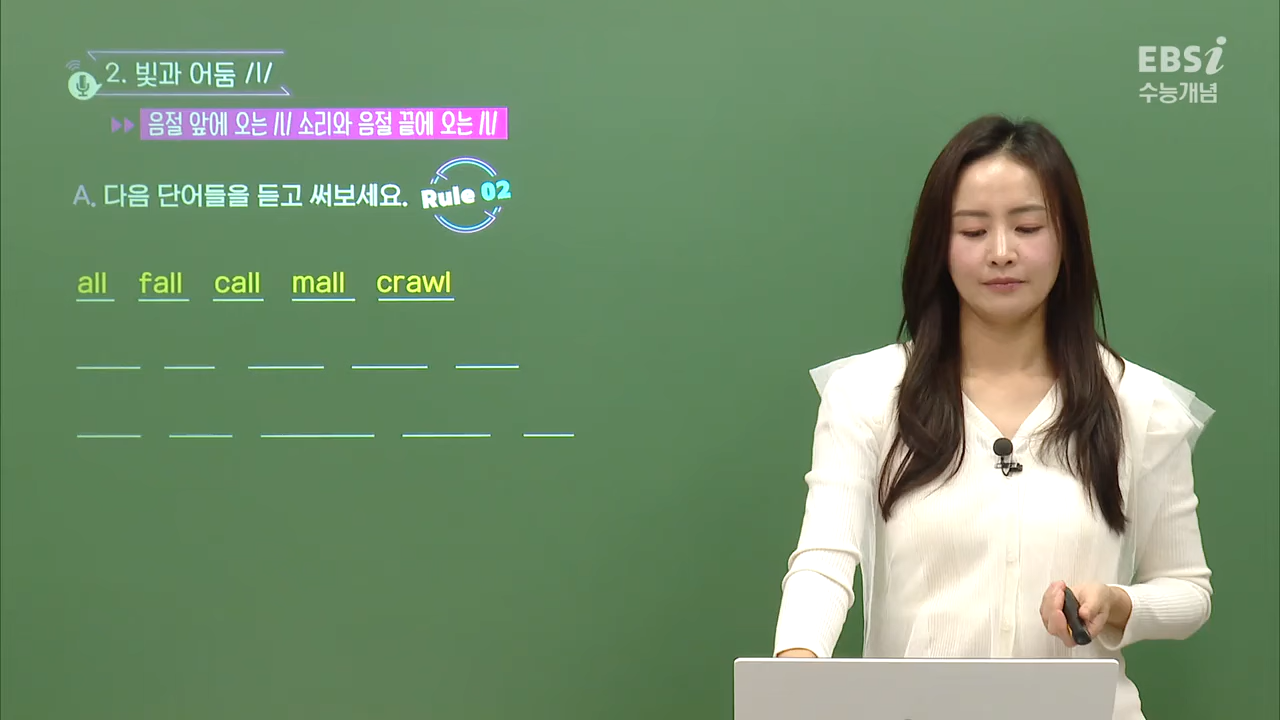 EBSi
수능개념
2. 빛과 어둠 /l/
음절 앞에 오는 /l/ 소리와 음절 끝에 오는 /l/
A. 다음 단어들을 듣고 써보세요. Rule 02
all fall call mall crawl